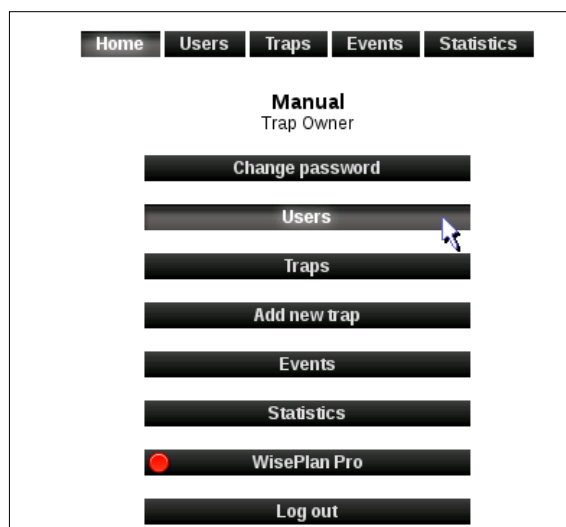 Home Users Traps Events Statistics
Manual
Trap Owner
Change password
Users
Traps
Add new trap
Events
Statistics
WisePlan Pro
Log out